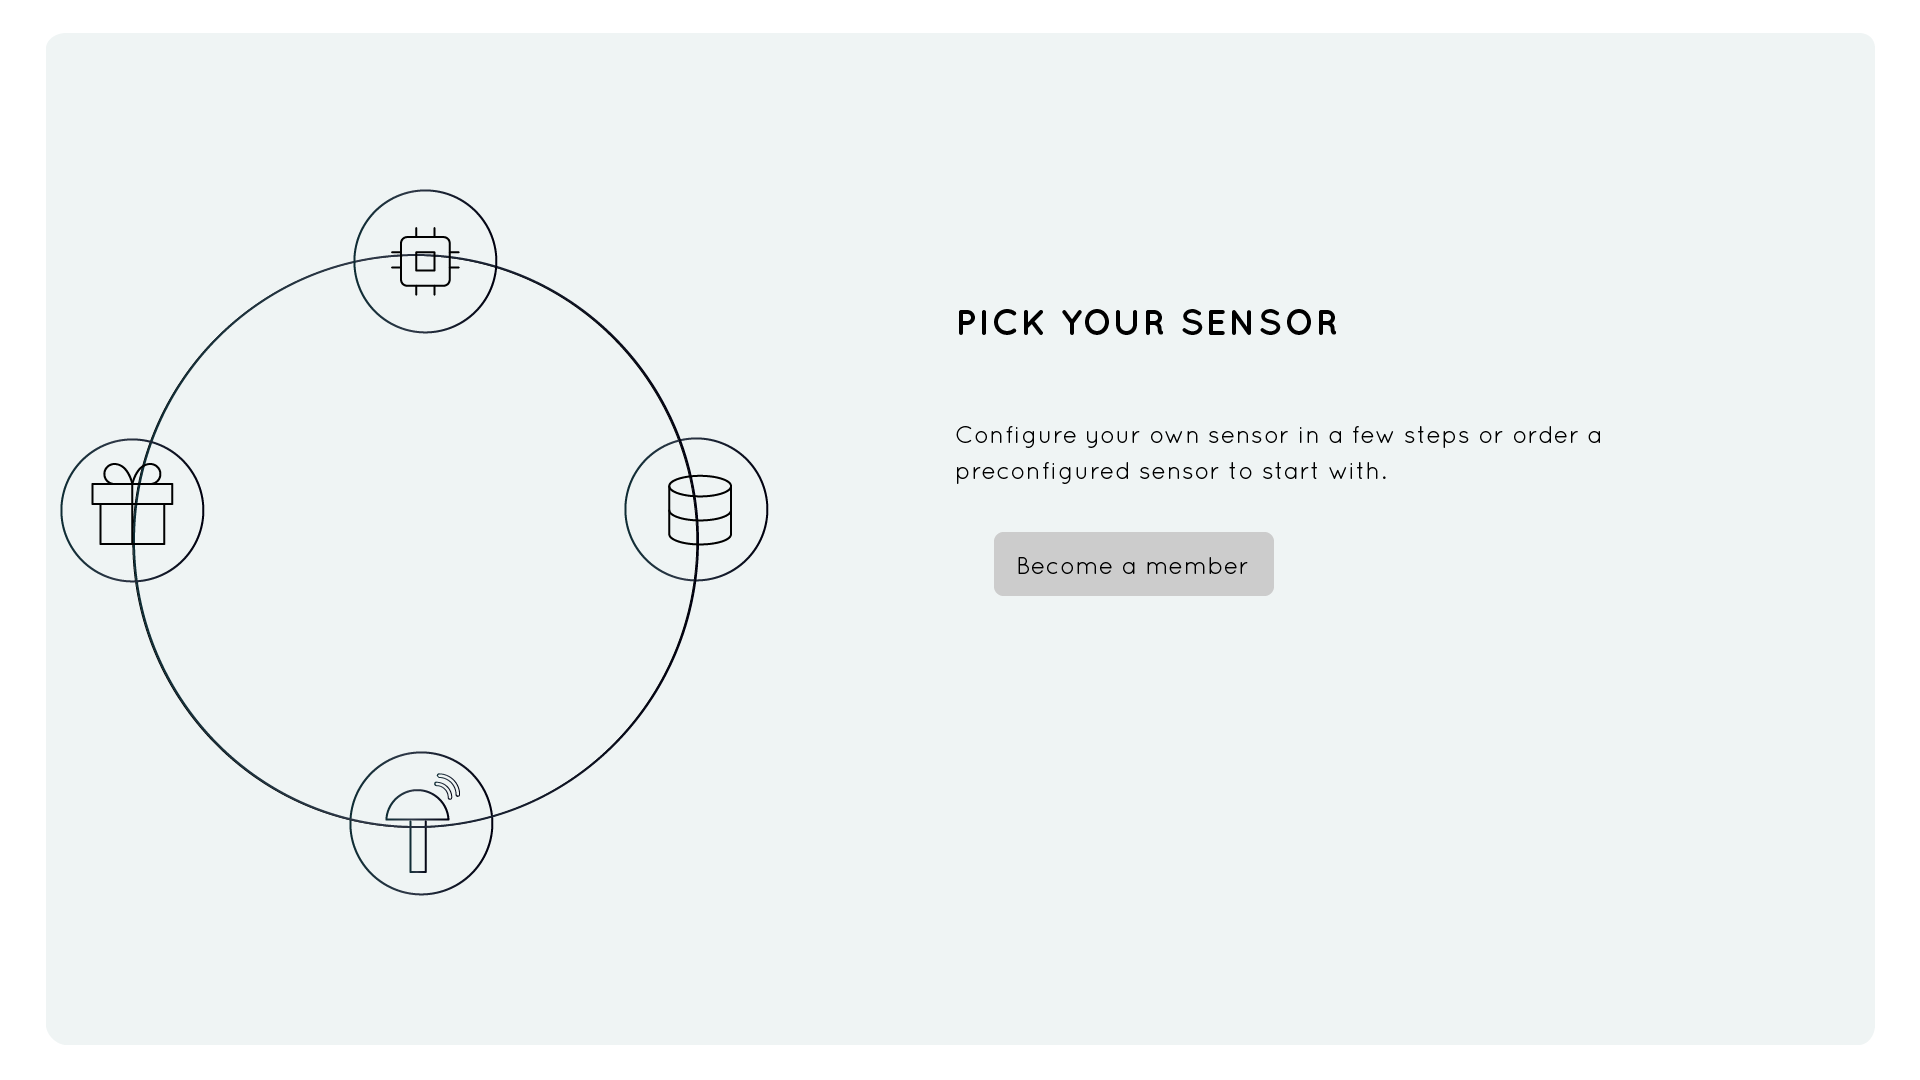 PICK YOUR SENSOR
Configure your own sensor in a few steps or order a
preconfigured sensor to start with.
Become a member